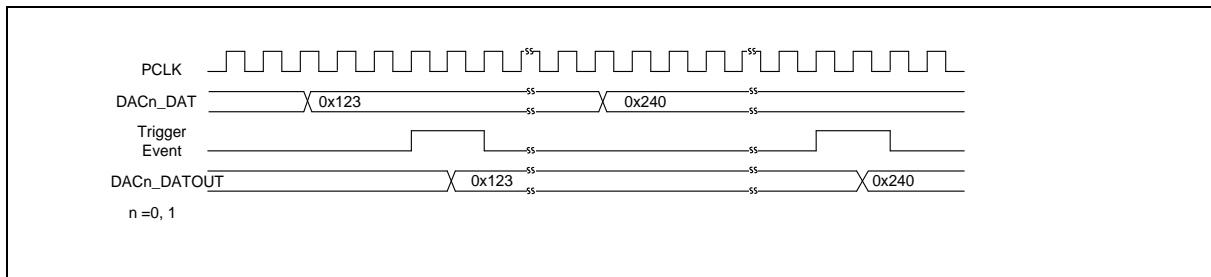 PCLK
DACn_DAT 0x123 0x240
Trigger
Event
DACn_DATOUT 0x123 0x240
n =0, 1